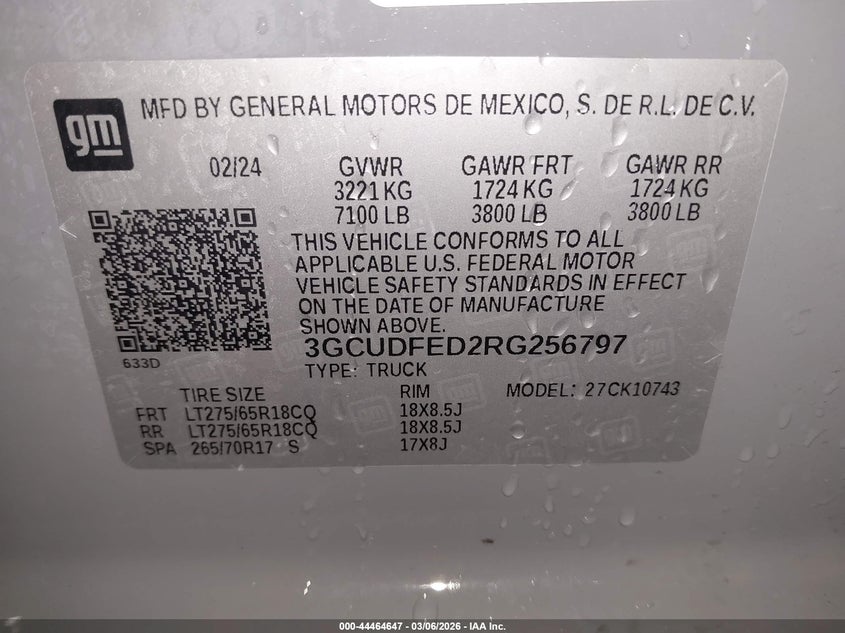 gm
MFD BY GENERAL MOTORS DE MEXICO, S. DE R.L. DE C.V.
02/24 GVWR GAWR FRT GAWR RR
3221 KG 1724 KG 1724 KG
7100 LB 3800 LB 3800 LB
THIS VEHICLE CONFORMS TO ALL
APPLICABLE U.S. FEDERAL MOTOR
VEHICLE SAFETY STANDARDS IN EFFECT
ON THE DATE OF MANUFACTURE
SHOWN ABOVE.
633D
3GCUDFED2RG256797
TYPE: TRUCK
TIRE SIZE RIM MODEL: 27CK10743
FRT LT275/65R18CQ 18X8.5J
RR LT275/65R18CQ 18X8.5J
SPA 265/70R17 S 17X8J
000-44464647 | 03/06/2026 - IAA Inc.